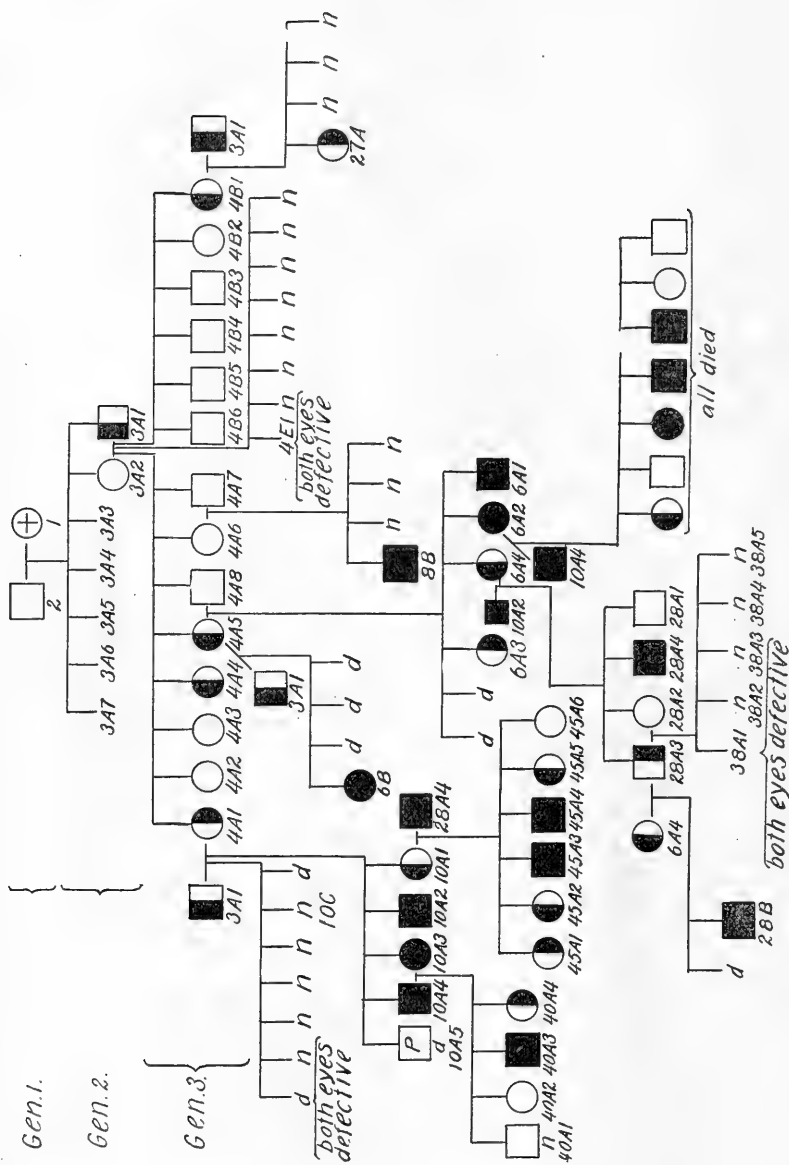 Gen.1.
2 1
Gen.2.
3A7 3A6 3A5 3A4 3A3 3A2 3A1
Gen.3.
3A1 4A1 4A2 4A3 4A4 4A5 4A8 4A6 4A7 4B6 4B5 4B4 4B3 4B2 4B1 3A1
d n n n n n d
10C
both eyes
defective
3A1
6B d d d
8B n n n
4E1 n n n n n n n
both eyes
defective
27A n n n
P
d
10A5 10A4 10A3 10A2 10A1 28A4
d d 6A3 10A2 6A4 6A2 6A1
10A4
n
40A1 40A2 40A3 40A4
45A1 45A2 45A3 45A4 45A5 45A6
6A4 28A3 28A2 28A4 28A1
all died
d 28B
n n n n
38A1 38A2 38A3 38A4 38A5
both eyes defective